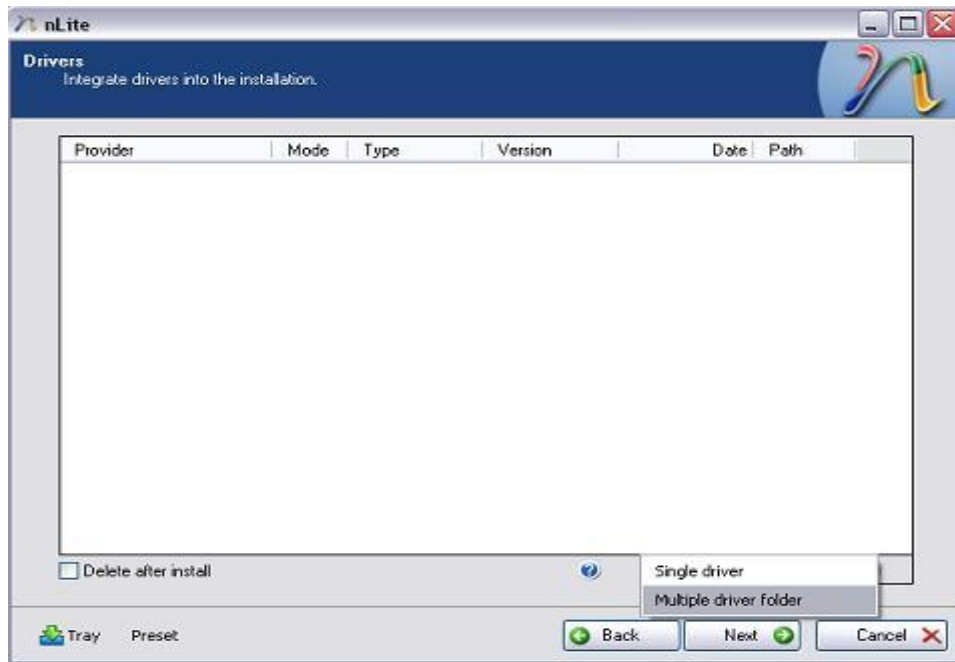 nLite
Drivers
Integrate drivers into the installation.
Provider Mode Type Version Date Path
Delete after install
Single driver
Multiple driver folder
Tray Preset Back Next Cancel